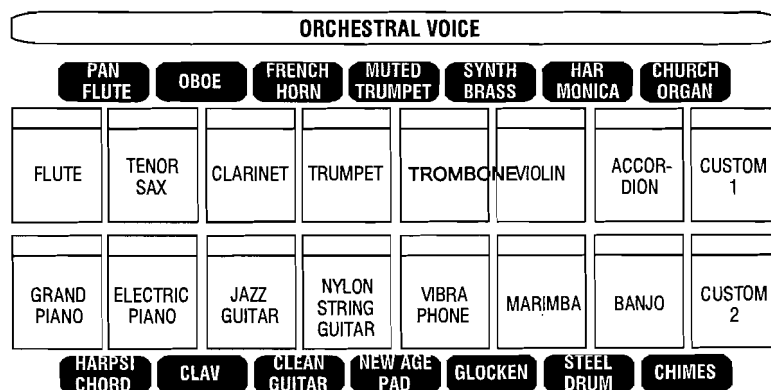 ORCHESTRAL VOICE
PAN
FLUTE
OBOE
FRENCH
HORN
MUTED
TRUMPET
SYNTH
BRASS
HAR
MONICA
CHURCH
ORGAN
FLUTE
TENOR
SAX
CLARINET
TRUMPET
TROMBONE
VIOLIN
ACCOR-
DION
CUSTOM
1
GRAND
PIANO
ELECTRIC
PIANO
JAZZ
GUITAR
NYLON
STRING
GUITAR
VIBRA
PHONE
MARIMBA
BANJO
CUSTOM
2
HARPSI
CHORD
CLAV
CLEAN
GUITAR
NEW AGE
PAD
GLOCKEN
STEEL
DRUM
CHIMES